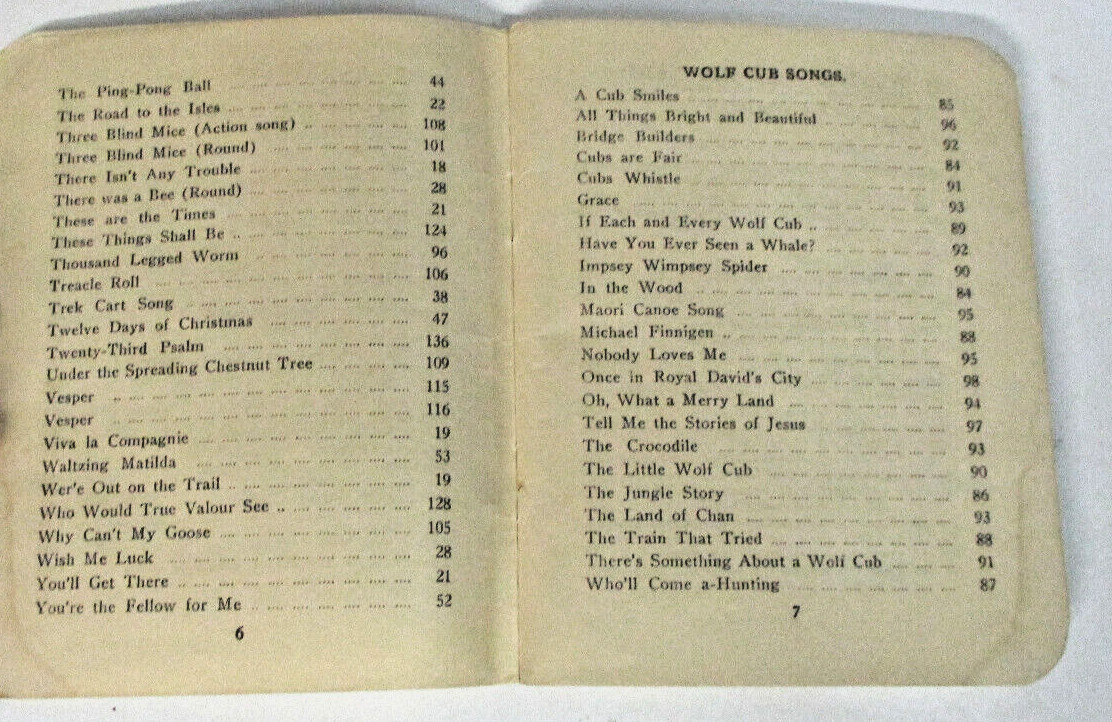 The Ping-Pong Ball .... 44
The Road to the Isles .... 22
Three Blind Mice (Action song) .. 108
Three Blind Mice (Round) .... 101
There Isn't Any Trouble .... 18
There was a Bee (Round) .... 28
These are the Times .... 21
These Things Shall Be .. 124
Thousand Legged Worm .... 96
Treacle Roll .... 106
Trek Cart Song .... 38
Twelve Days of Christmas .... 47
Twenty-Third Psalm .... 136
Under the Spreading Chestnut Tree .... 109
Vesper .. 115
Vesper .. 116
Viva la Compagnie .... 19
Waltzing Matilda .... 53
Wer'e Out on the Trail .. 19
Who Would True Valour See .. 128
Why Can't My Goose .... 105
Wish Me Luck .... 28
You'll Get There .. 21
You're the Fellow for Me .. 52
6
WOLF CUB SONGS.
A Cub Smiles .... 85
All Things Bright and Beautiful .. 96
Bridge Builders .... 92
Cubs are Fair .... 84
Cubs Whistle .... 91
Grace .... 93
If Each and Every Wolf Cub .. 89
Have You Ever Seen a Whale? .... 92
Impsey Wimpsey Spider .... 90
In the Wood .. 84
Maori Canoe Song .... 95
Michael Finnigen .. 88
Nobody Loves Me .... 95
Once in Royal David's City .... 98
Oh, What a Merry Land .... 94
Tell Me the Stories of Jesus .... 97
The Crocodile .... 93
The Little Wolf Cub .... 90
The Jungle Story .... 86
The Land of Chan .... 93
The Train That Tried .... 88
There's Something About a Wolf Cub .... 91
Who'll Come a-Hunting .... 87
7